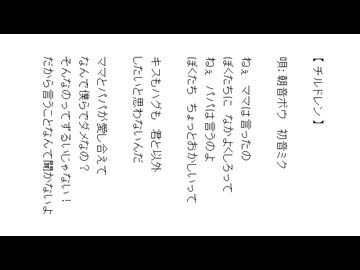 【チルドレン】
唄:朝音ボウ　初音ミク
ねぇ　ママは言ったの
ぼくたちに　なかよくしろって
ねぇ　パパは言うのよ
ぼくたち　ちょっとおかしいって
キスもハグも　君と以外
したいと思わないんだ
ママとパパが愛し合えて
なんで僕らでダメなの?
そんなのってずるいじゃない!
だから言うことなんて聞かないよ